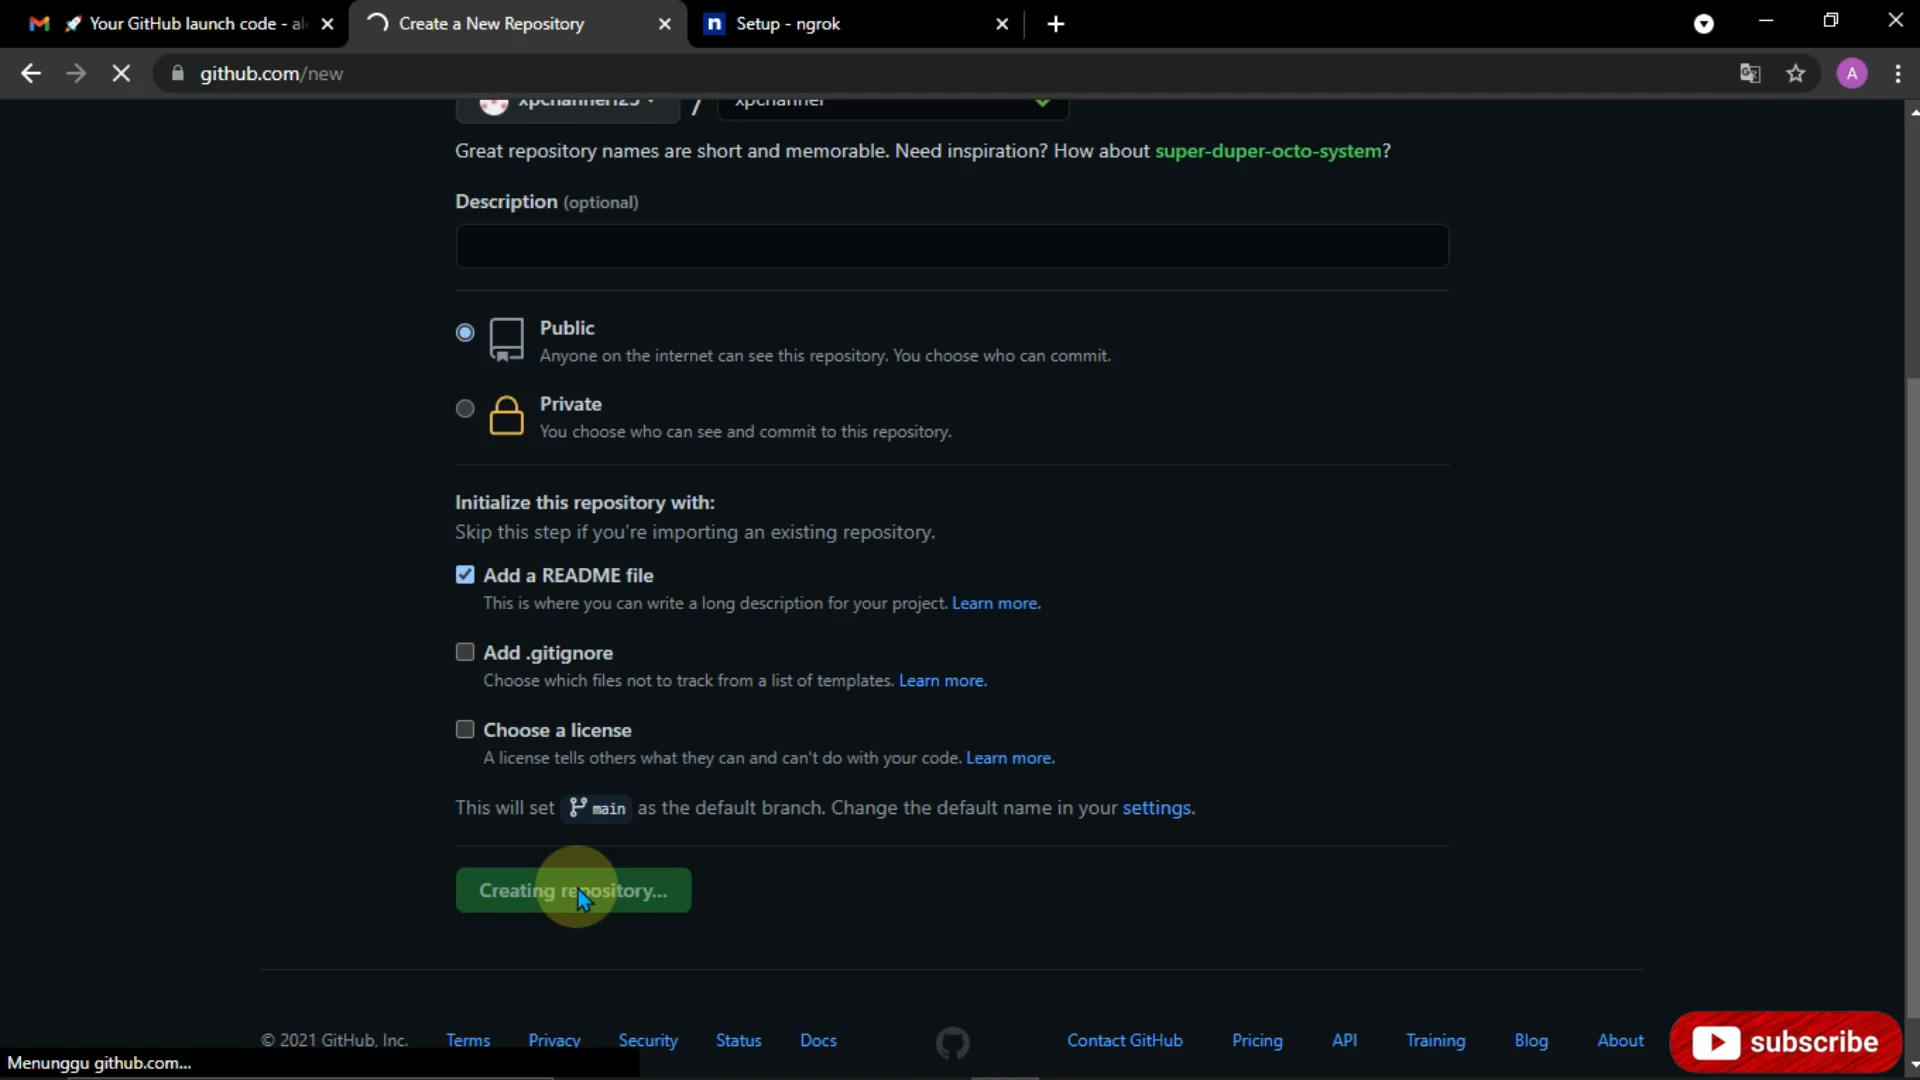 Your GitHub launch code - al
Create a New Repository
Setup - ngrok
github.com/new
A
xpchannel123 / xpchannel
Great repository names are short and memorable. Need inspiration? How about super-duper-octo-system?
Description (optional)
Public
Anyone on the internet can see this repository. You choose who can commit.
Private
You choose who can see and commit to this repository.
Initialize this repository with:
Skip this step if you're importing an existing repository.
Add a README file
This is where you can write a long description for your project. Learn more.
Add .gitignore
Choose which files not to track from a list of templates. Learn more.
Choose a license
A license tells others what they can and can't do with your code. Learn more.
This will set main as the default branch. Change the default name in your settings.
Creating repository...
© 2021 GitHub, Inc. Terms Privacy Security Status Docs Contact GitHub Pricing API Training Blog About
subscribe
Menunggu github.com...